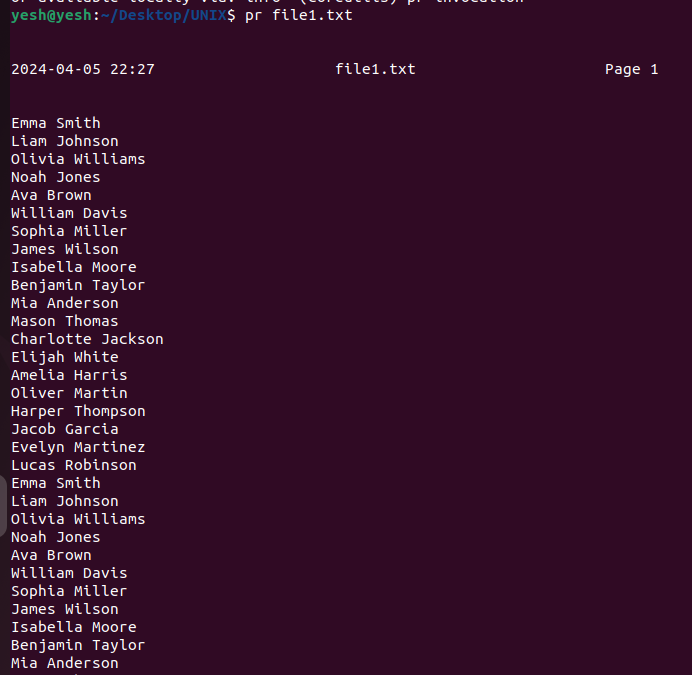 or available locally via: info '(coreutils) pr invocation'
yesh@yesh:~/Desktop/UNIX$ pr file1.txt
2024-04-05 22:27 file1.txt Page 1
Emma Smith
Liam Johnson
Olivia Williams
Noah Jones
Ava Brown
William Davis
Sophia Miller
James Wilson
Isabella Moore
Benjamin Taylor
Mia Anderson
Mason Thomas
Charlotte Jackson
Elijah White
Amelia Harris
Oliver Martin
Harper Thompson
Jacob Garcia
Evelyn Martinez
Lucas Robinson
Emma Smith
Liam Johnson
Olivia Williams
Noah Jones
Ava Brown
William Davis
Sophia Miller
James Wilson
Isabella Moore
Benjamin Taylor
Mia Anderson